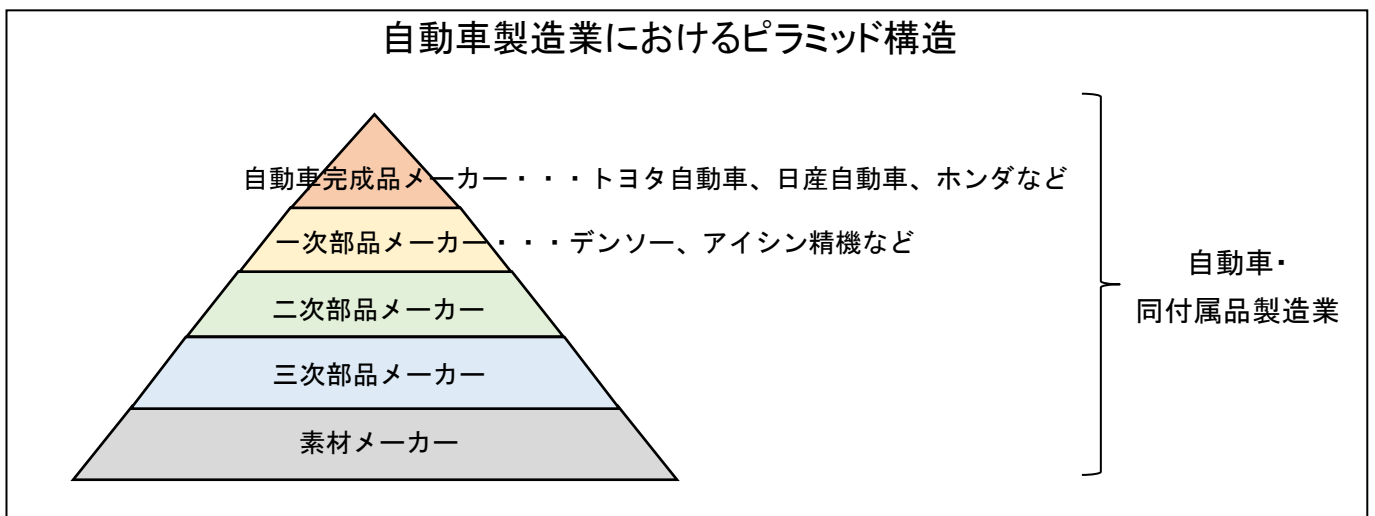 自動車製造業におけるピラミッド構造
自動車完成品メーカー・・・トヨタ自動車、日産自動車、ホンダなど
一次部品メーカー・・・デンソー、アイシン精機など
二次部品メーカー
三次部品メーカー
素材メーカー
自動車・
同付属品製造業